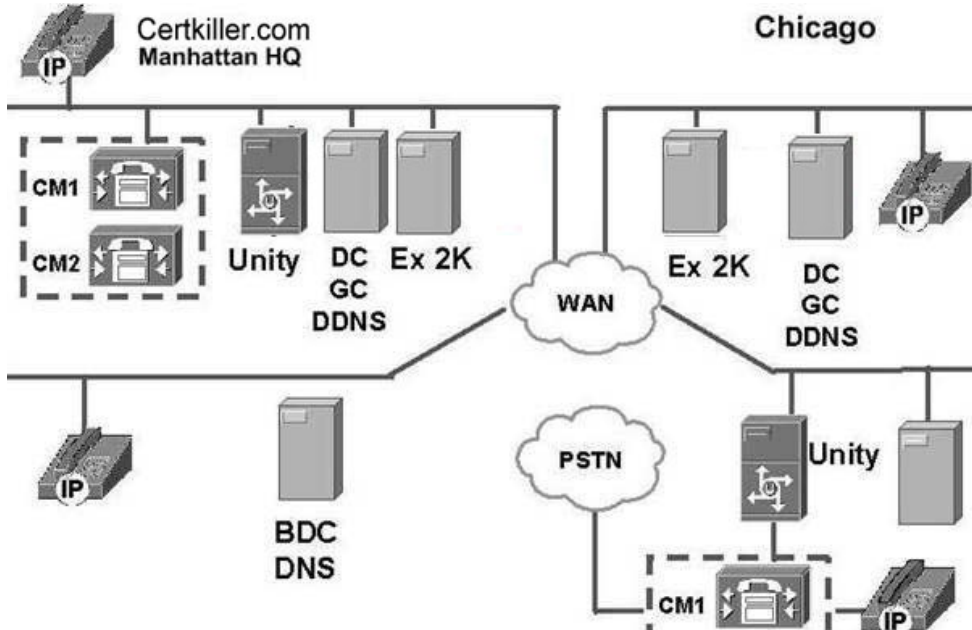 Certkiller.com
Manhattan HQ
Chicago
IP
CM1
CM2
Unity
DC
GC
DDNS
Ex 2K
WAN
Ex 2K
DC
GC
DDNS
IP
IP
BDC
DNS
PSTN
Unity
CM1
IP